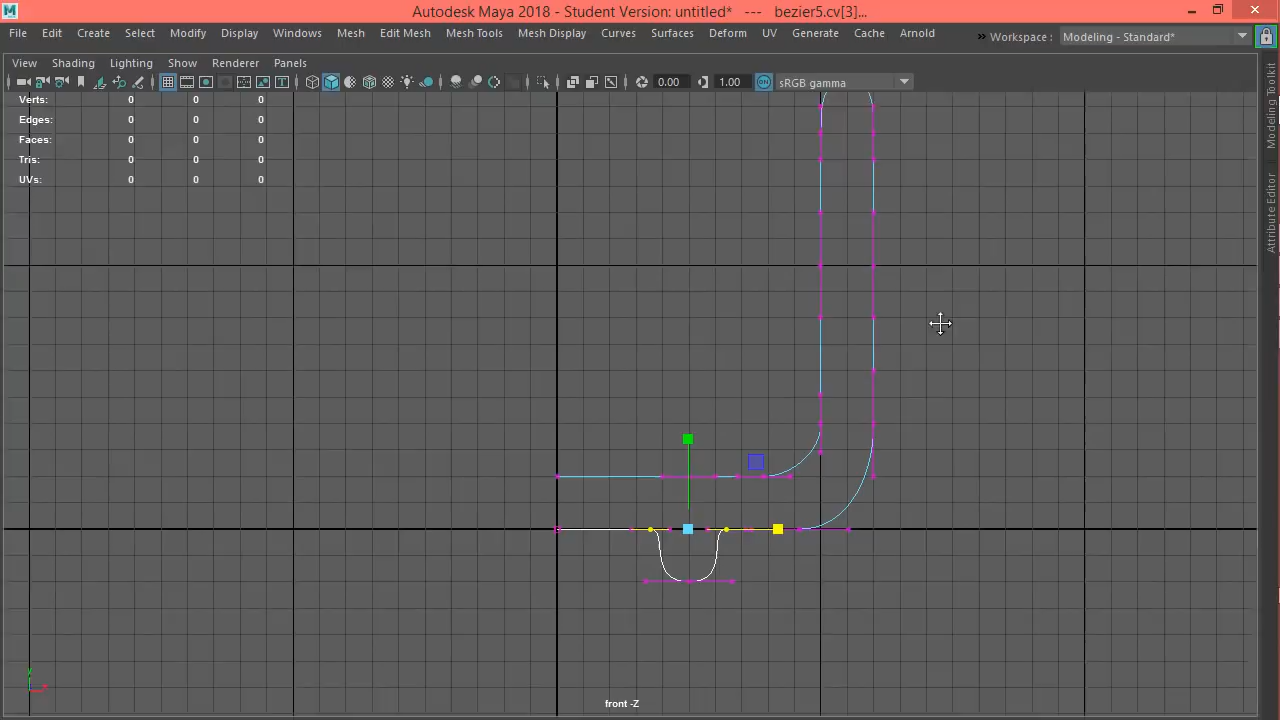 Autodesk Maya 2018 - Student Version: untitled* --- bezier5.cv[3]...
File Edit Create Select Modify Display Windows Mesh Edit Mesh Mesh Tools Mesh Display Curves Surfaces Deform UV Generate Cache Arnold » Workspace : Modeling - Standard*
View Shading Lighting Show Renderer Panels
0.00 1.00 ON sRGB gamma
Verts: 0 0 0
Edges: 0 0 0
Faces: 0 0 0
Tris: 0 0 0
UVs: 0 0 0
Modeling Toolkit
Attribute Editor
front -Z